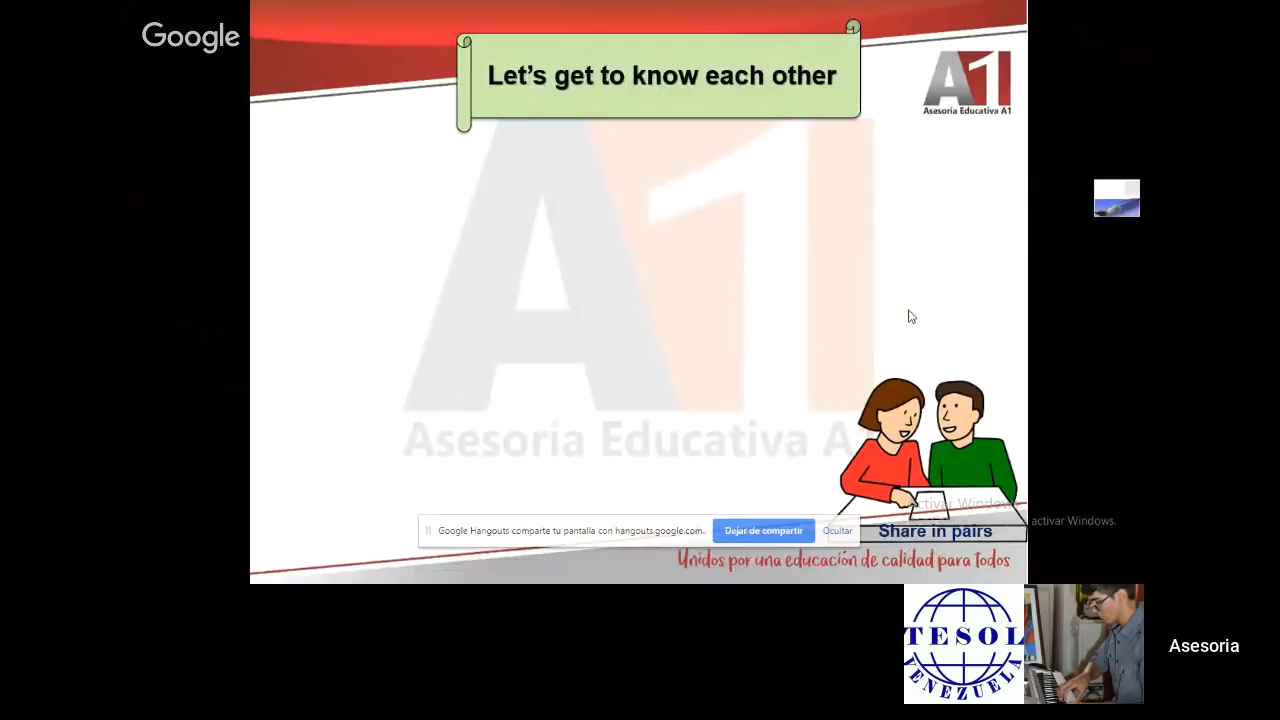 Google
Let's get to know each other
A1
Asesoría Educativa A1
A1
Asesoría Educativa A
activar Windows
activar Windows.
Google Hangouts comparte tu pantalla con hangouts.google.com.
Dejar de compartir
Ocultar
Share in pairs
Unidos por una educación de calidad para todos
TESOL
VENEZUELA
Asesoria